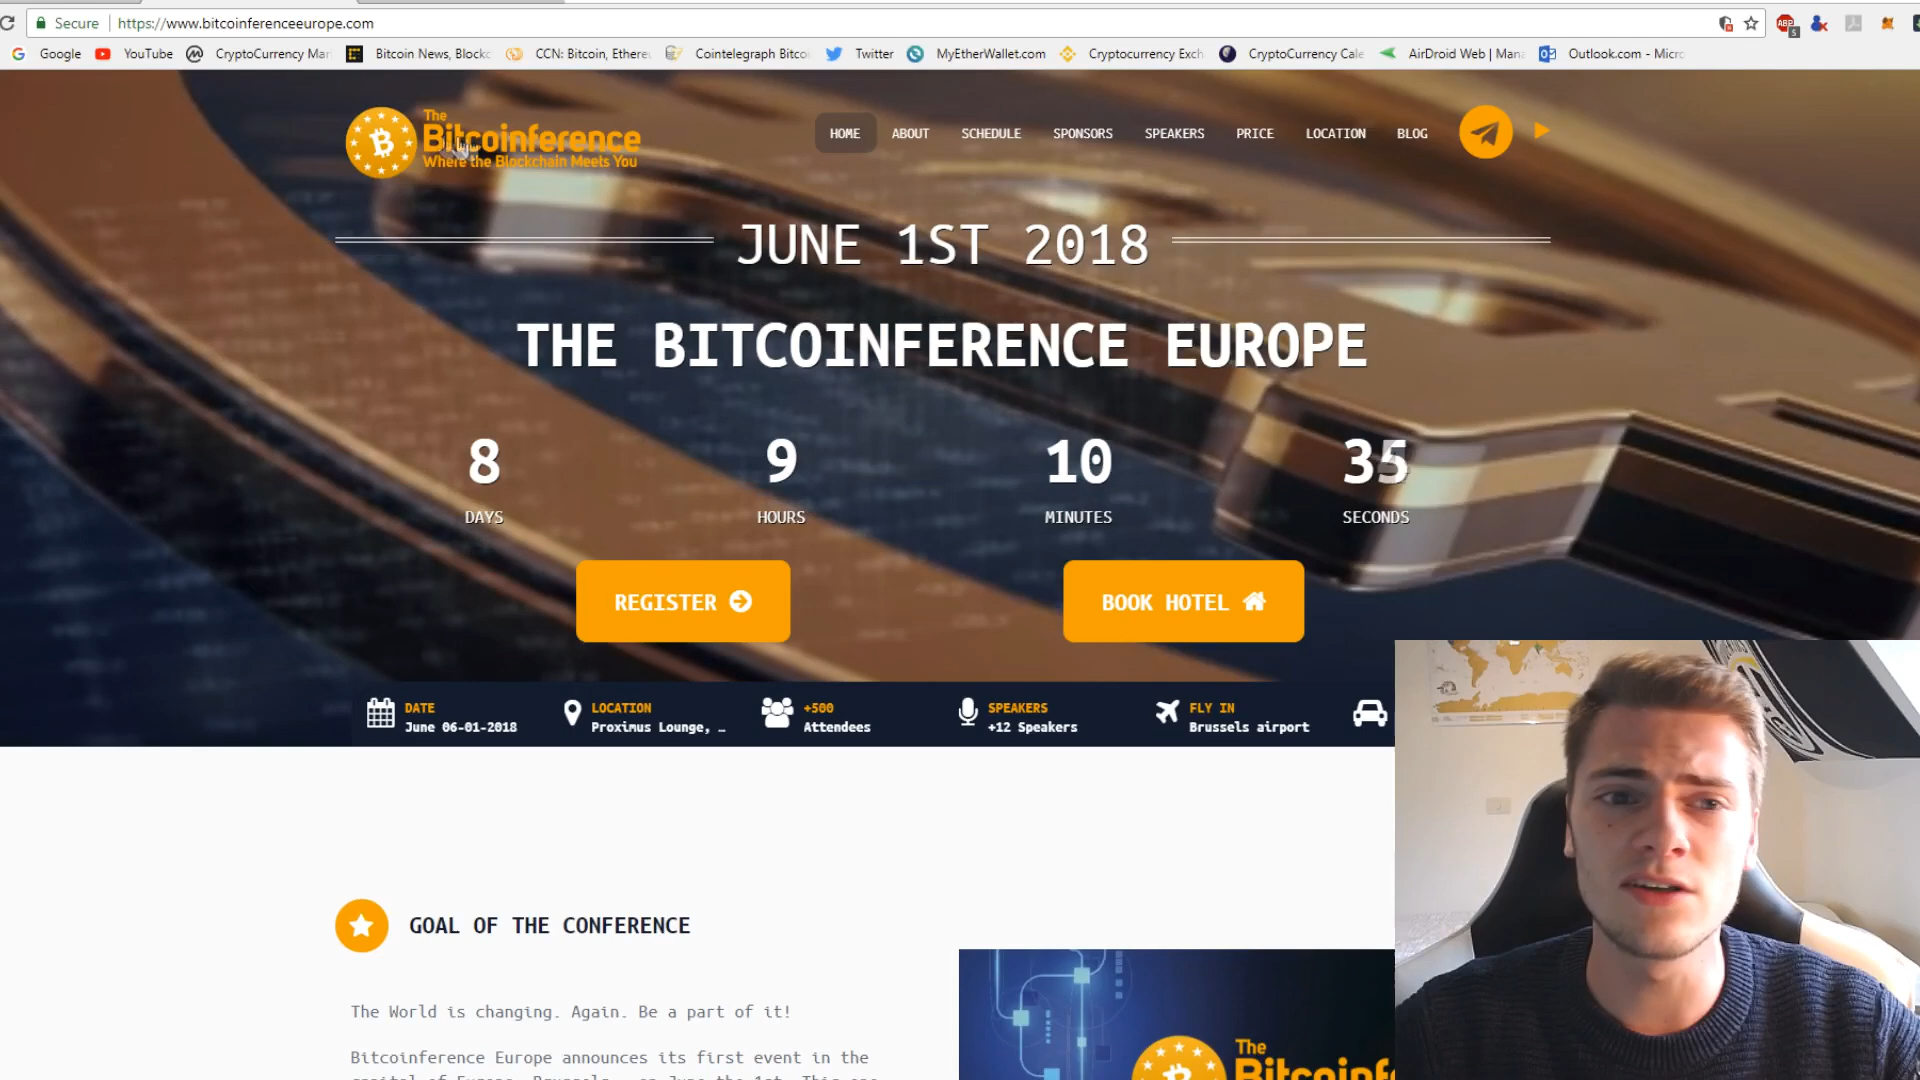 Secure https://www.bitcoinferenceeurope.com
Google YouTube CryptoCurrency Mar Bitcoin News, Blockc CCN: Bitcoin, Ethere Cointelegraph Bitco Twitter MyEtherWallet.com Cryptocurrency Exch CryptoCurrency Cale AirDroid Web | Mana Outlook.com - Micro
The
Bitcoinference
Where the Blockchain Meets You
HOME ABOUT SCHEDULE SPONSORS SPEAKERS PRICE LOCATION BLOG
JUNE 1ST 2018
THE BITCOINFERENCE EUROPE
8 9 10 35
DAYS HOURS MINUTES SECONDS
REGISTER BOOK HOTEL
DATE LOCATION +500 SPEAKERS FLY IN
June 06-01-2018 Proximus Lounge, … Attendees +12 Speakers Brussels airport
GOAL OF THE CONFERENCE
The World is changing. Again. Be a part of it!
Bitcoinference Europe announces its first event in the
capital of Europe, Brussels, on June the 1st. This one
The
Bitcoinf